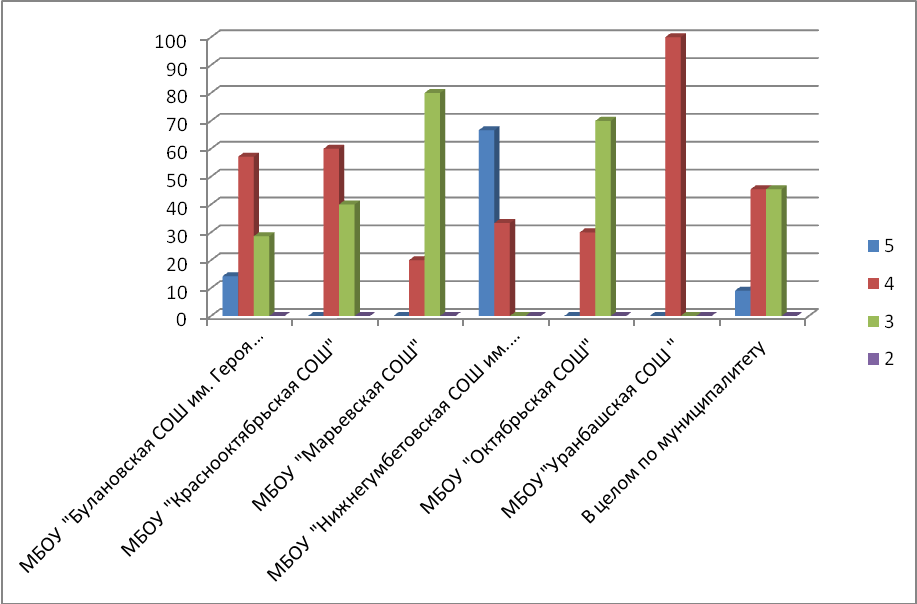 100
90
80
70
60
50
40
30
20
10
0
МБОУ "Булановская СОШ им. Героя...
МБОУ "Краснооктябрьская СОШ"
МБОУ "Марьевская СОШ"
МБОУ "Нижнегумбетовская СОШ им....
МБОУ "Октябрьская СОШ"
МБОУ "Уранбашская СОШ "
В целом по муниципалитету
5
4
3
2